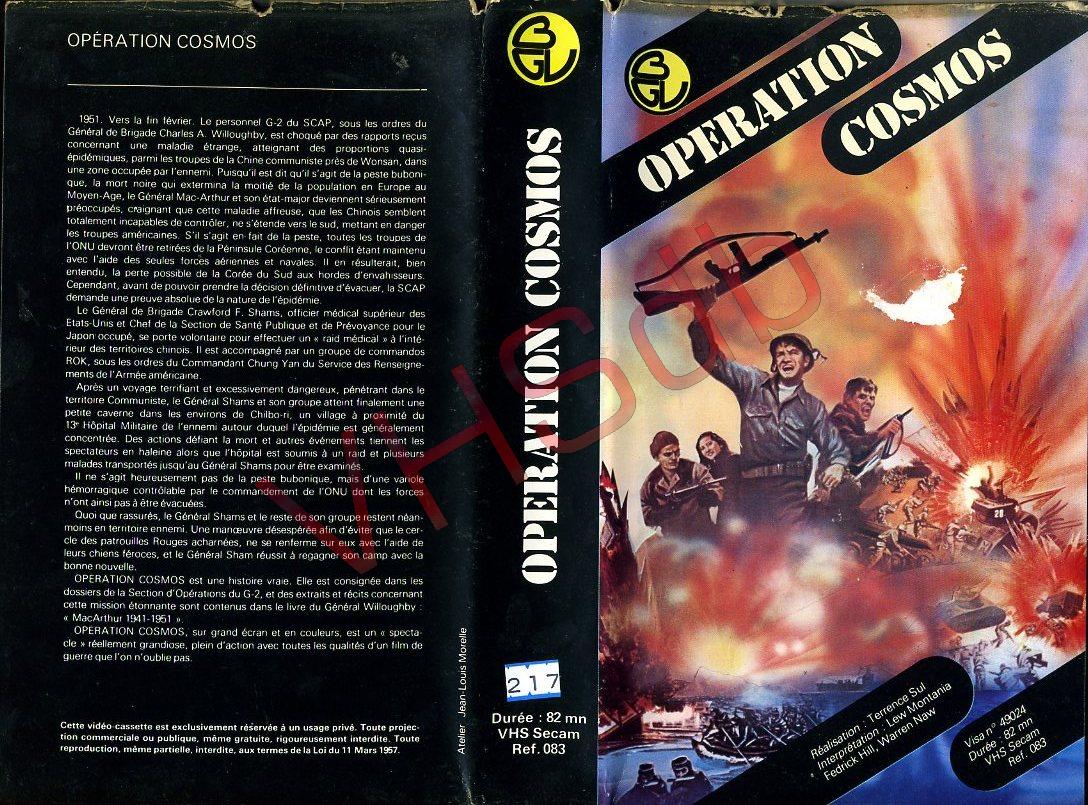 OPÉRATION COSMOS
1951. Vers la fin février. Le personnel G-2 du SCAP, sous les ordres du
Général de Brigade Charles A. Willoughby, est choqué par des rapports reçus
concernant une maladie étrange, atteignant des proportions quasi-
épidémiques, parmi les troupes de la Chine communiste près de Wonsan, dans
une zone occupée par l'ennemi. Puisqu'il est dit qu'il s'agit de la peste buboni-
que, la mort noire qui extermina la moitié de la population en Europe au
Moyen-Age, le Général Mac-Arthur et son état-major deviennent sérieusement
préoccupés, craignant que cette maladie affreuse, que les Chinois semblent
totalement incapables de contrôler, ne s'étende vers le sud, mettant en danger
les troupes américaines. S'il s'agit en fait de la peste, toutes les troupes de
l'ONU devront être retirées de la Péninsule Coréenne, le conflit étant maintenu
avec l'aide des seules forces aériennes et navales. Il en résulterait, bien
entendu, la perte possible de la Corée du Sud aux hordes d'envahisseurs.
Cependant, avant de pouvoir prendre la décision définitive d'évacuer, la SCAP
demande une preuve absolue de la nature de l'épidémie.
Le Général de Brigade Crawford F. Shams, officier médical supérieur des
Etats-Unis et Chef de la Section de Santé Publique et de Prévoyance pour le
Japon occupé, se porte volontaire pour effectuer un « raid médical » à l'inté-
rieur des territoires chinois. Il est accompagné par un groupe de commandos
ROK, sous les ordres du Commandant Chung Yan du Service des Renseigne-
ments de l'Armée américaine.
Après un voyage terrifiant et excessivement dangereux, pénétrant dans le
territoire Communiste, le Général Shams et son groupe atteint finalement une
petite caverne dans les environs de Chilbo-ri, un village à proximité du
13e Hôpital Militaire de l'ennemi autour duquel l'épidémie est généralement
concentrée. Des actions défiant la mort et autres événements tiennent les
spectateurs en haleine alors que l'hôpital est soumis à un raid et plusieurs
malades transportés jusqu'au Général Shams pour être examinés.
Il ne s'agit heureusement pas de la peste bubonique, mais d'une variole
hémorragique contrôlable par le commandement de l'ONU dont les forces
n'ont ainsi pas à être évacuées.
Quoi que rassurés, le Général Shams et le reste de son groupe restent néan-
moins en territoire ennemi. Une manœuvre désespérée afin d'éviter que le cer-
cle des patrouilles Rouges acharnées, ne se renferme sur eux avec l'aide de
leurs chiens féroces, et le Général Sham réussit à regagner son camp avec la
bonne nouvelle.
OPERATION COSMOS est une histoire vraie. Elle est consignée dans les
dossiers de la Section d'Opérations du G-2, et des extraits et récits concernant
cette mission étonnante sont contenus dans le livre du Général Willoughby :
« MacArthur 1941-1951 ».
OPERATION COSMOS, sur grand écran et en couleurs, est un « specta-
cle » réellement grandiose, plein d'action avec toutes les qualités d'un film de
guerre que l'on n'oublie pas.
Cette vidéo-cassette est exclusivement réservée à un usage privé. Toute projec-
tion commerciale ou publique, même gratuite, rigoureusement interdite. Toute
reproduction, même partielle, interdite, aux termes de la Loi du 11 Mars 1957.
Atelier Jean-Louis Morelle
BGV
OPERATION COSMOS
217
Durée : 82 mn
VHS Secam
Ref. 083
BGV
OPERATION
COSMOS
20
Réalisation : Terrence Sul
Interprétation : Lew Montania
Fedrick Hill, Warren Naw
Visa n° 49024
Durée : 82 mn
VHS Secam
Ref. 083
VHSdb